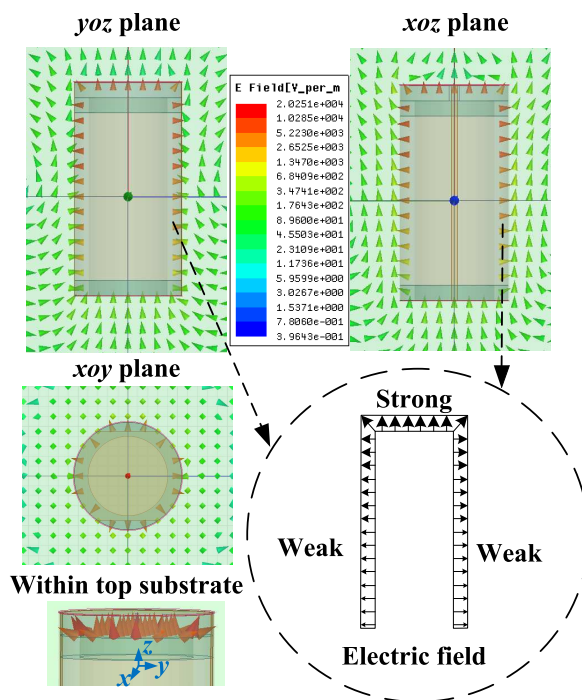 yoz plane
xoz plane
E Field[V_per_m
2.0251e+004
1.0285e+004
5.2230e+003
2.6525e+003
1.3470e+003
6.8409e+002
3.4741e+002
1.7643e+002
8.9600e+001
4.5503e+001
2.3109e+001
1.1736e+001
5.9599e+000
3.0267e+000
1.5371e+000
7.8060e-001
3.9643e-001
xoy plane
Strong
Weak
Weak
Electric field
Within top substrate
z
y
x